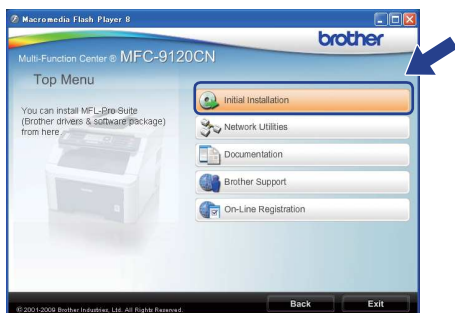 Macromedia Flash Player 8
brother
Multi-Function Center ® MFC-9120CN
Top Menu
You can install MFL-Pro Suite
(Brother drivers & software package)
from here.
Initial Installation
Network Utilities
Documentation
Brother Support
On-Line Registration
Back
Exit
© 2001-2009 Brother Industries, Ltd. All Rights Reserved.